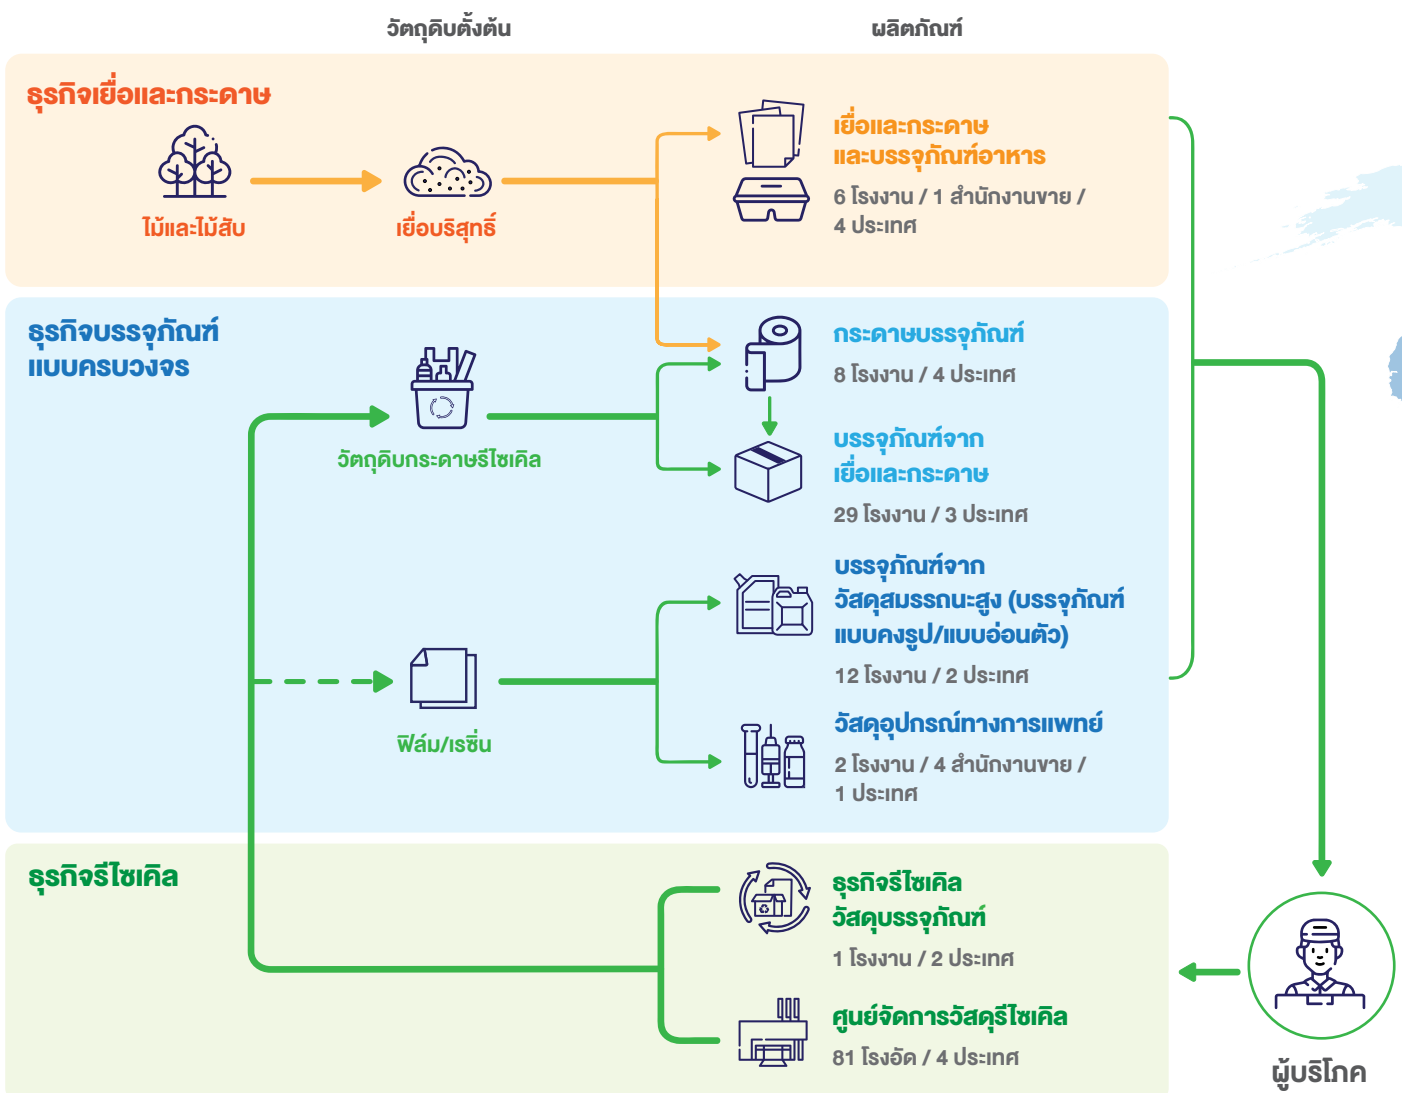 วัตถุดิบตั้งต้น
ผลิตภัณฑ์
ธุรกิจเยื่อและกระดาษ
ไม้และไม้สับ
เยื่อบริสุทธิ์
เยื่อและกระดาษ
และบรรจุภัณฑ์อาหาร
6 โรงงาน / 1 สำนักงานขาย /
4 ประเทศ
ธุรกิจบรรจุภัณฑ์
แบบครบวงจร
วัตถุดิบกระดาษรีไซเคิล
กระดาษบรรจุภัณฑ์
8 โรงงาน / 4 ประเทศ
บรรจุภัณฑ์จาก
เยื่อและกระดาษ
29 โรงงาน / 3 ประเทศ
ฟิล์ม/เรซิ่น
บรรจุภัณฑ์จาก
วัสดุสมรรถนะสูง (บรรจุภัณฑ์
แบบคงรูป/แบบอ่อนตัว)
12 โรงงาน / 2 ประเทศ
วัสดุอุปกรณ์ทางการแพทย์
2 โรงงาน / 4 สำนักงานขาย /
1 ประเทศ
ธุรกิจรีไซเคิล
ธุรกิจรีไซเคิล
วัสดุบรรจุภัณฑ์
1 โรงงาน / 2 ประเทศ
ศูนย์จัดการวัสดุรีไซเคิล
81 โรงอัด / 4 ประเทศ
ผู้บริโภค